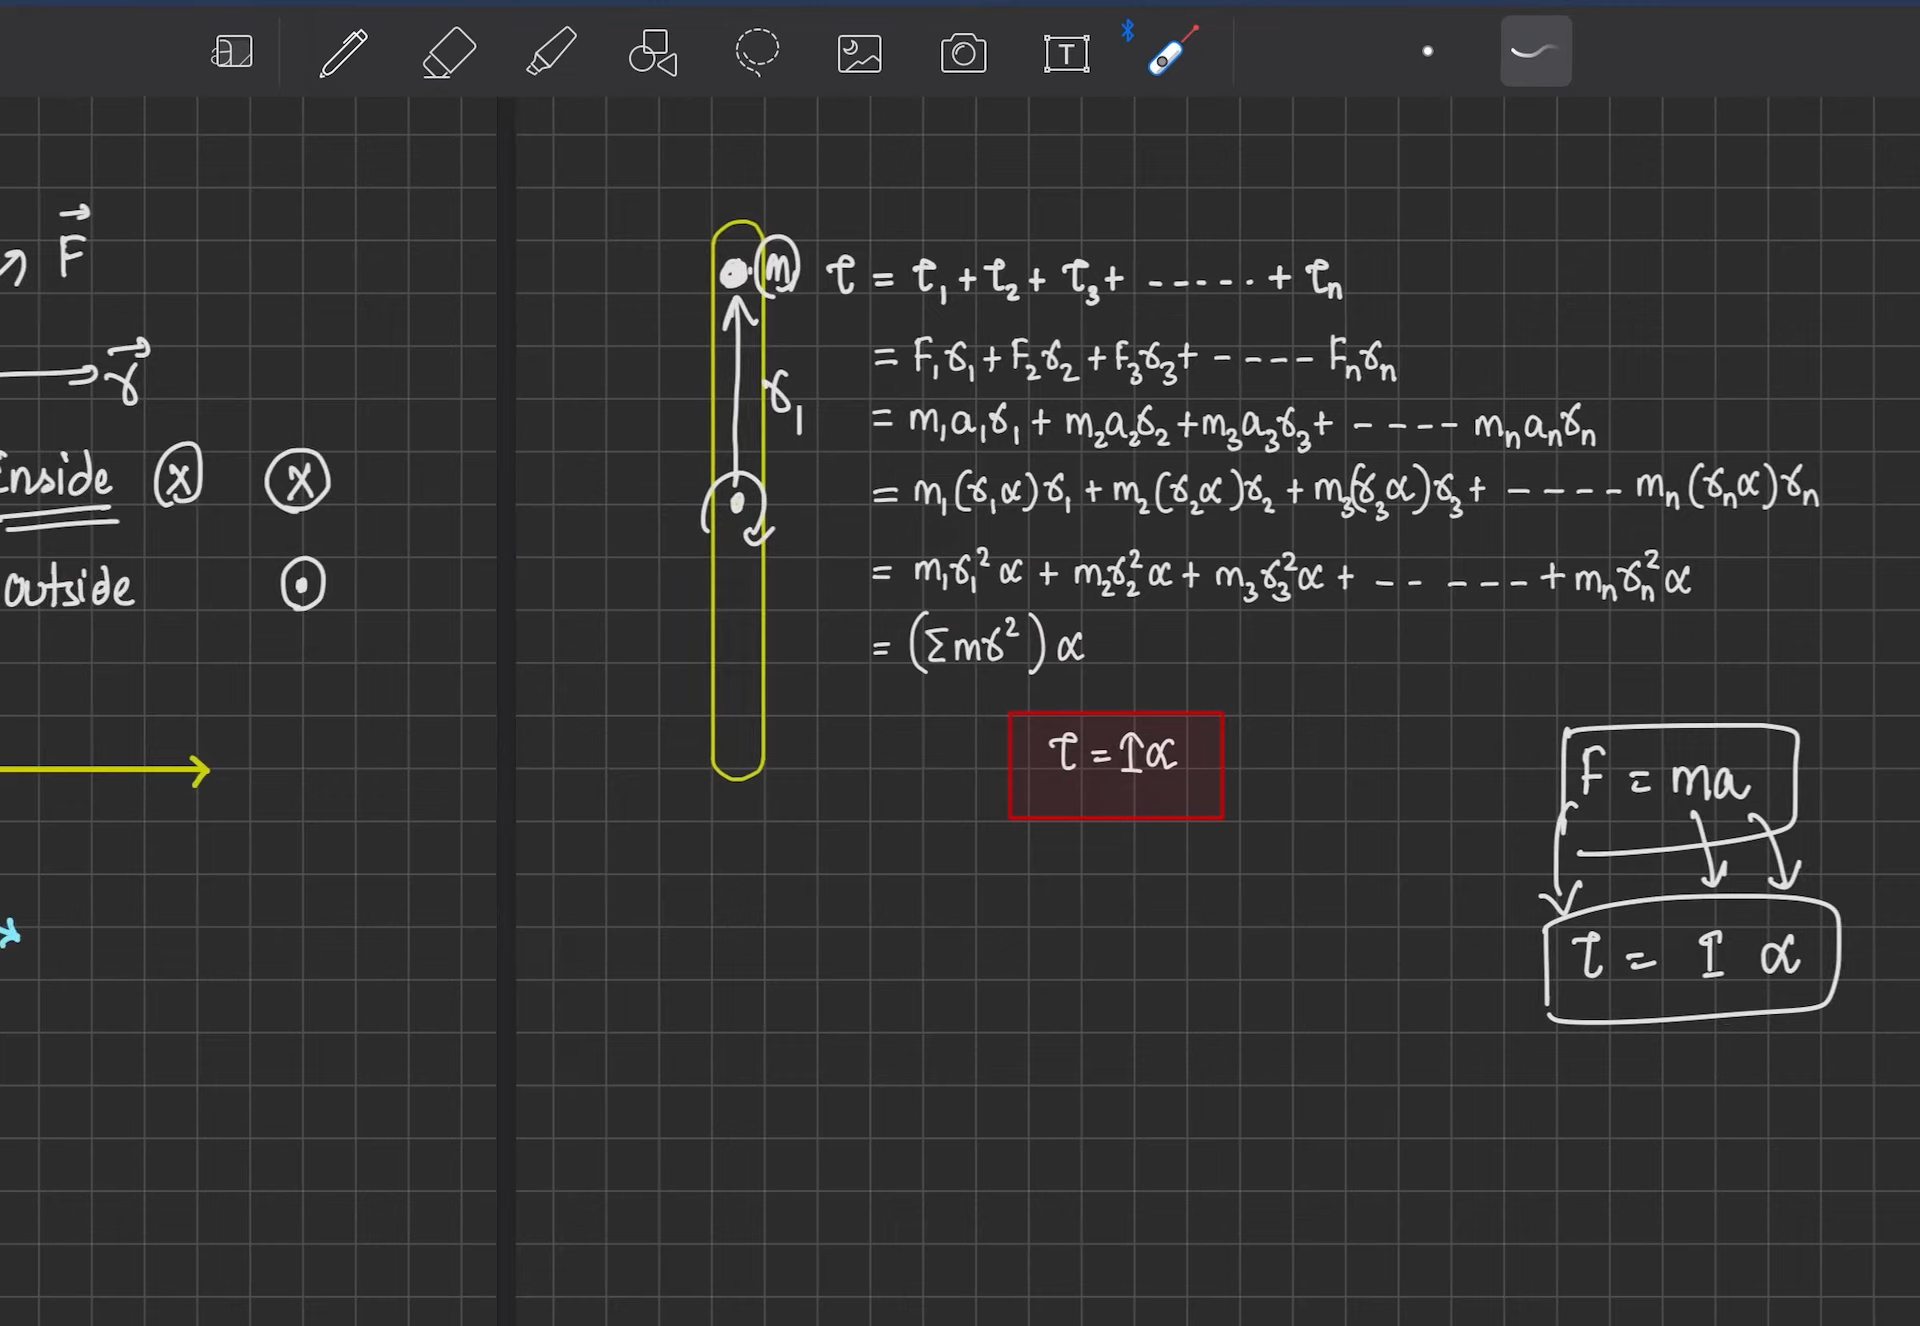 F⃗
r⃗
Inside ⊗ ⊗
outside ⊙
m
r₁
τ = τ₁ + τ₂ + τ₃ + ----- + τₙ
= F₁r₁ + F₂r₂ + F₃r₃ + ---- Fₙrₙ
= m₁a₁r₁ + m₂a₂r₂ + m₃a₃r₃ + ---- mₙaₙrₙ
= m₁(r₁α)r₁ + m₂(r₂α)r₂ + m₃(r₃α)r₃ + ---- mₙ(rₙα)rₙ
= m₁r₁²α + m₂r₂²α + m₃r₃²α + ----- + mₙrₙ²α
= (Σmr²)α
τ = Iα
F = ma
τ = I α